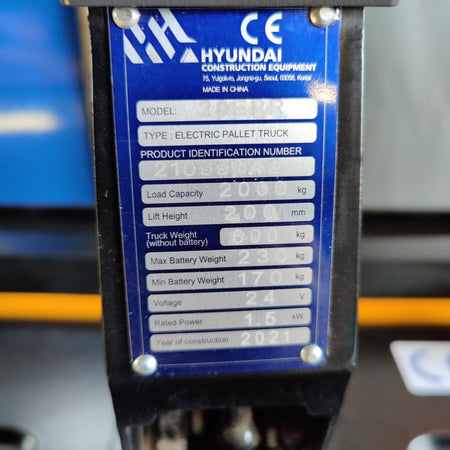 CE
HYUNDAI
CONSTRUCTION EQUIPMENT
75, Yulgok-ro, Jongno-gu, Seoul, 03058, Korea
MADE IN CHINA
MODEL:
TYPE : ELECTRIC PALLET TRUCK
PRODUCT IDENTIFICATION NUMBER
Load Capacity 2000 kg
Lift Height 200 mm
Truck Weight 600 kg
(without battery)
Max Battery Weight 230 kg
Min Battery Weight 170 kg
Voltage 24 V
Rated Power 1.5 kW
Year of construction 2021
CE